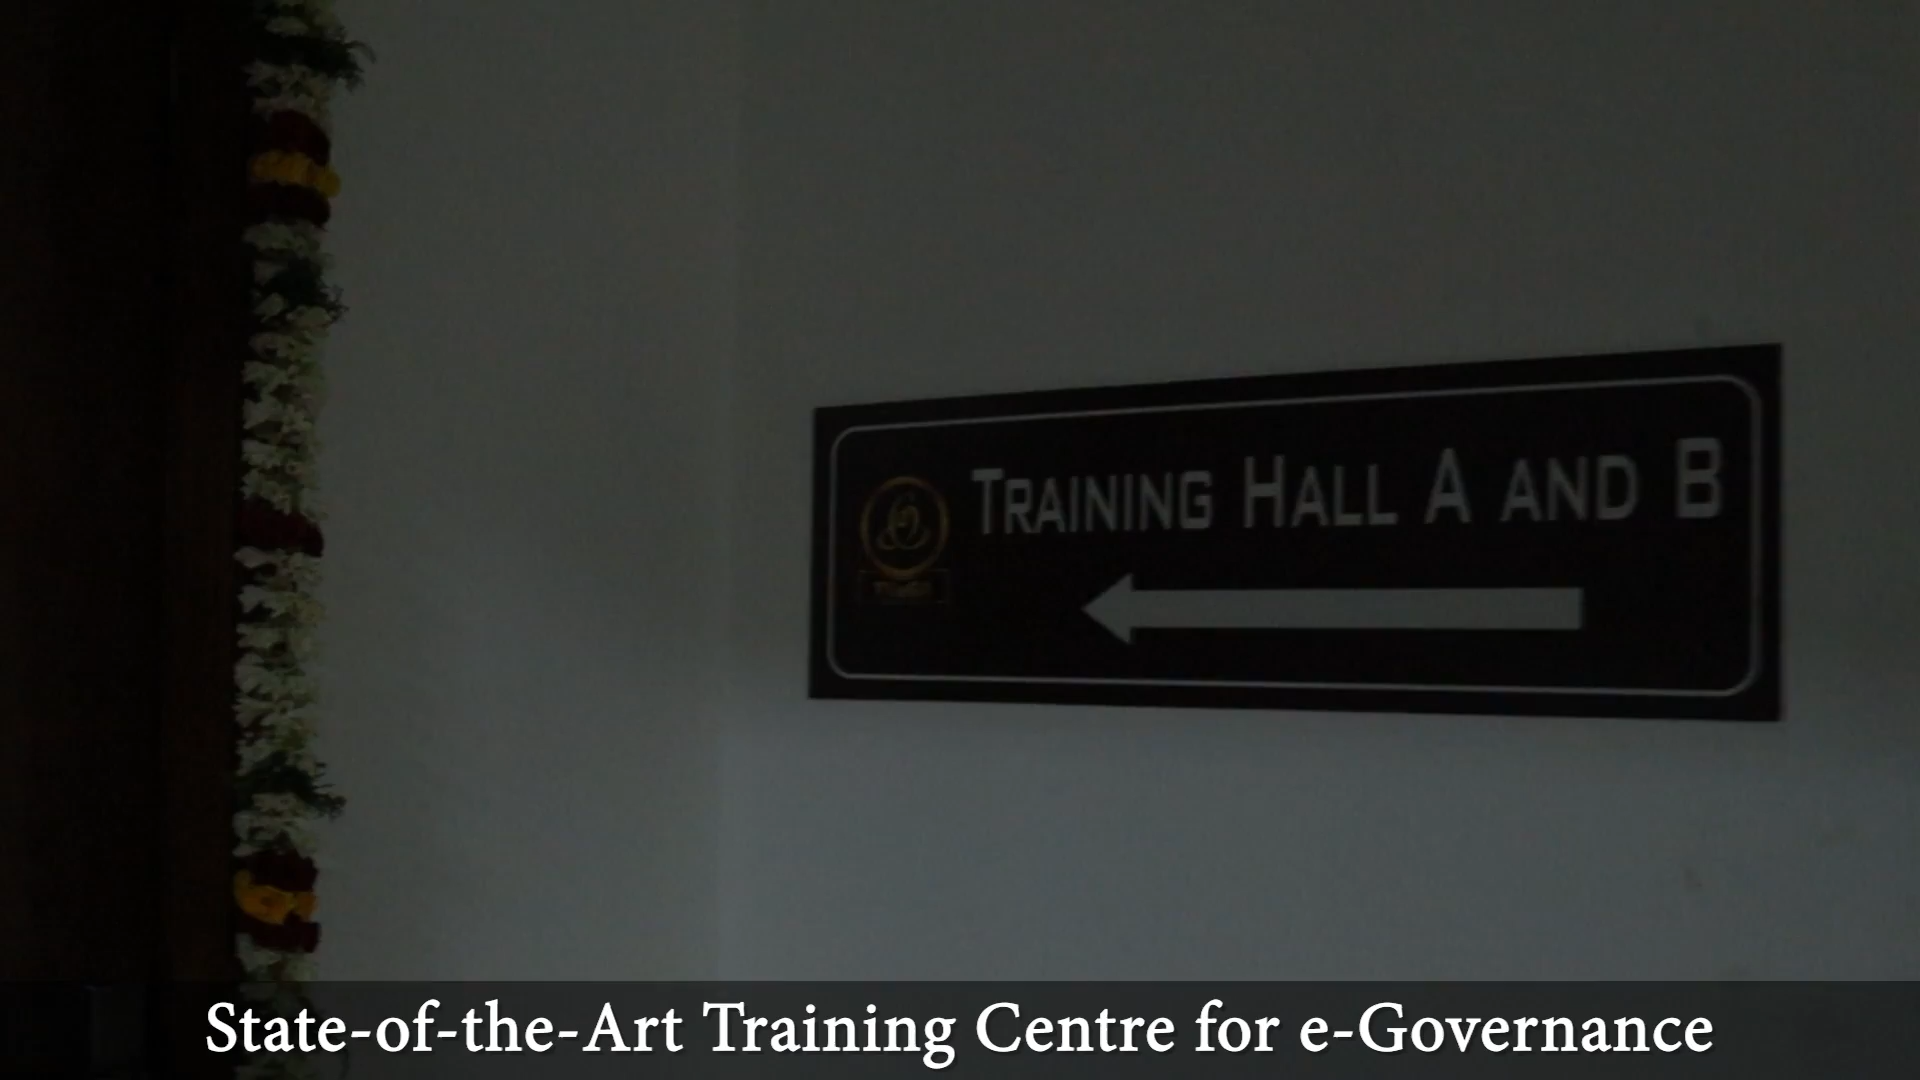 TRAINING HALL A AND B
State-of-the-Art Training Centre for e-Governance